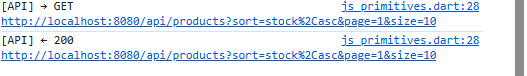 [API] → GET js_primitives.dart:28
http://localhost:8080/api/products?sort=stock%2Casc&page=1&size=10
[API] ← 200 js_primitives.dart:28
http://localhost:8080/api/products?sort=stock%2Casc&page=1&size=10